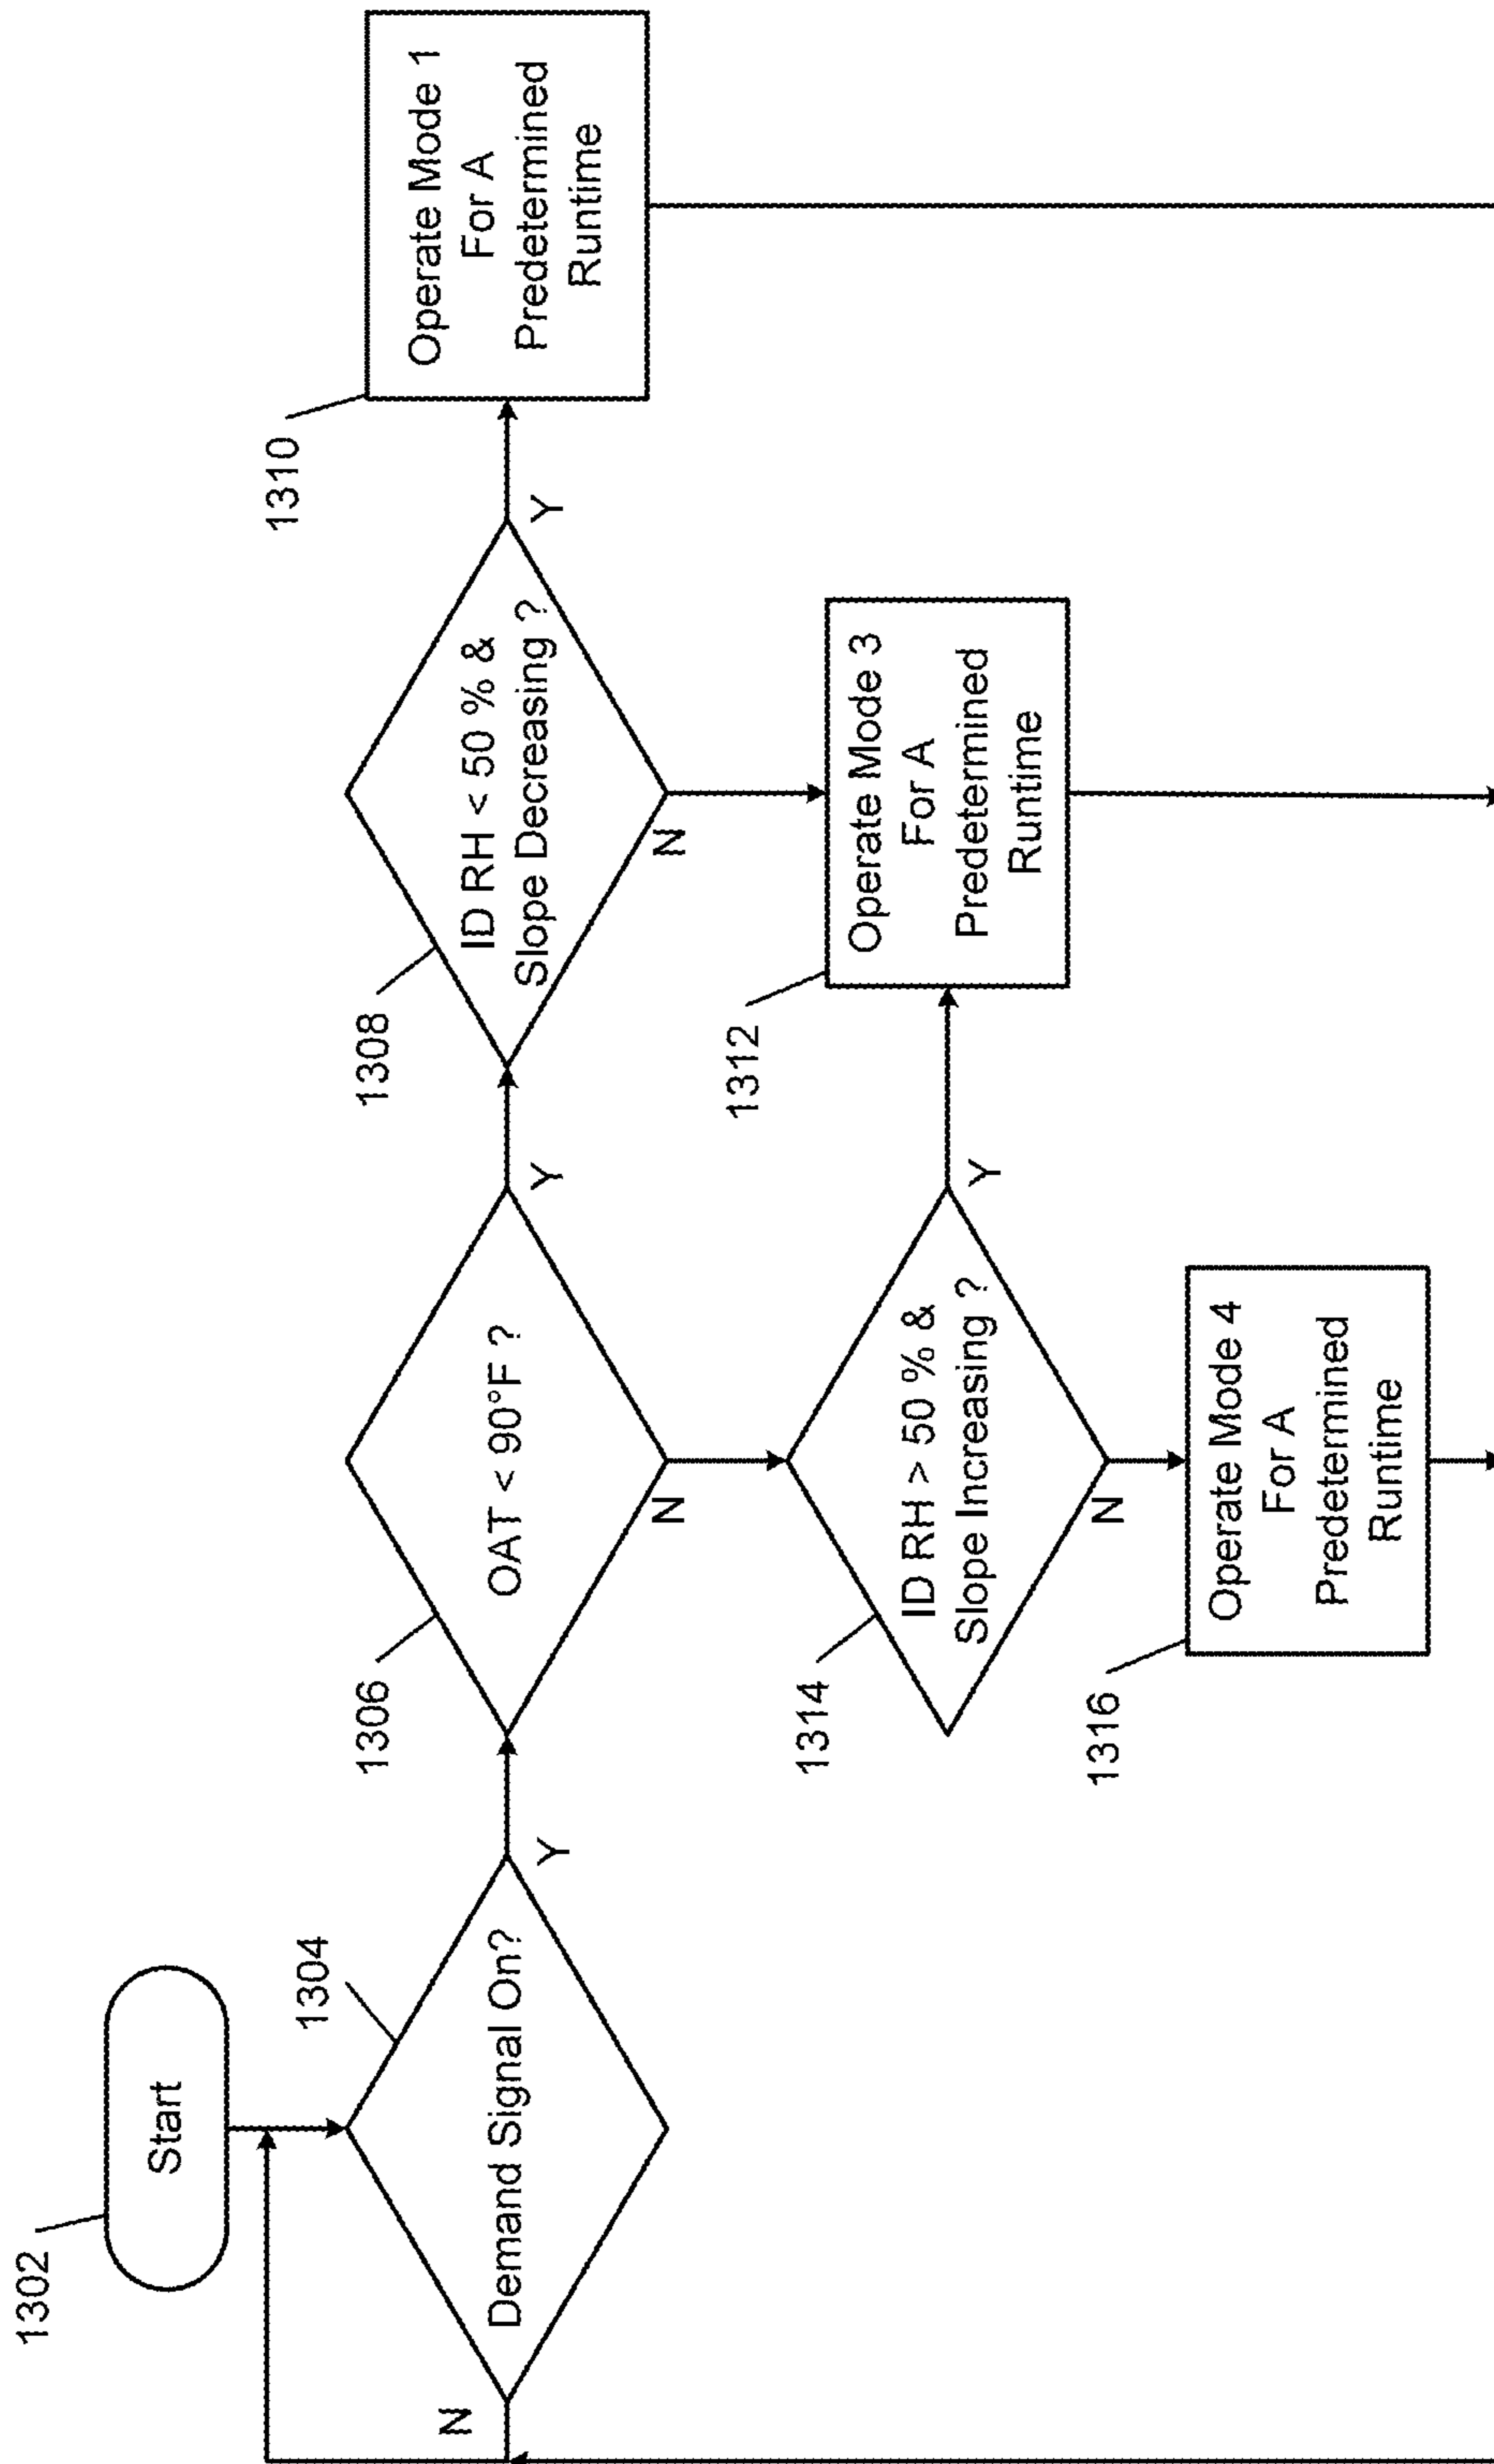 1302
Start
1304
Demand Signal On?
N
Y
1306
OAT < 90°F ?
Y
N
1308
ID RH < 50 % &
Slope Decreasing ?
Y
N
1310
Operate Mode 1
For A
Predetermined
Runtime
1314
ID RH > 50 % &
Slope Increasing ?
Y
N
1312
Operate Mode 3
For A
Predetermined
Runtime
1316
Operate Mode 4
For A
Predetermined
Runtime